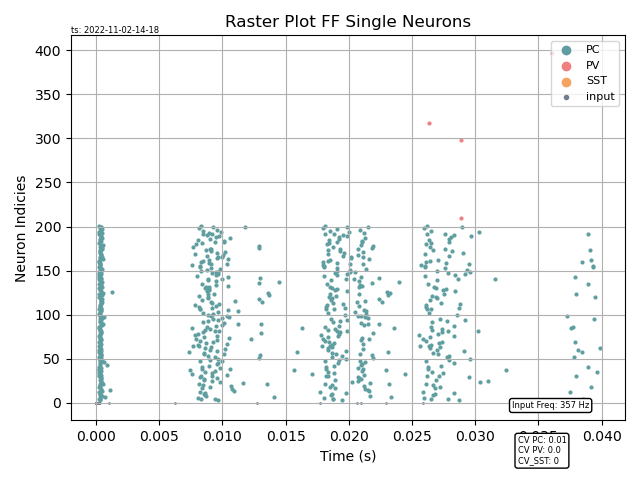 Raster Plot FF Single Neurons
ts: 2022-11-02-14-18
PC
PV
SST
input
Neuron Indicies
400
350
300
250
200
150
100
50
0
0.000 0.005 0.010 0.015 0.020 0.025 0.030 0.035 0.040
Time (s)
Input Freq: 357 Hz
CV PC: 0.01
CV PV: 0.0
CV_SST: 0